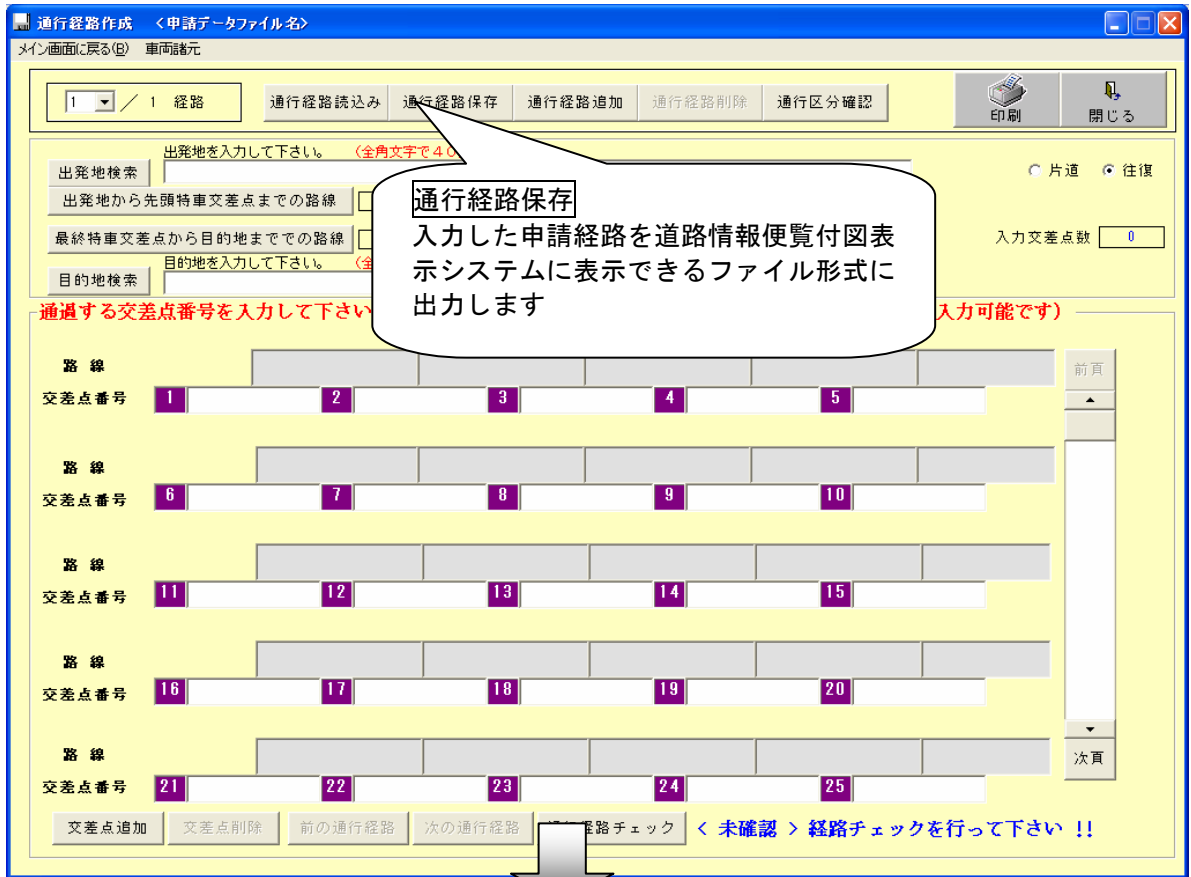 通行経路作成 <申請データファイル名>
メイン画面に戻る(B) 車両諸元
1 / 1 経路 通行経路読込み 通行経路保存 通行経路追加 通行経路削除 通行区分確認 印刷 閉じる
出発地を入力して下さい。 (全角文字で40
出発地検索 片道 往復
出発地から先頭特車交差点までの路線
最終特車交差点から目的地まででの路線 入力交差点数 0
目的地を入力して下さい。 (全
目的地検索
通行経路保存
入力した申請経路を道路情報便覧付図表
示システムに表示できるファイル形式に
出力します
通過する交差点番号を入力して下さい 入力可能です)
路線 前頁
交差点番号 1 2 3 4 5
路線
交差点番号 6 7 8 9 10
路線
交差点番号 11 12 13 14 15
路線
交差点番号 16 17 18 19 20
路線 次頁
交差点番号 21 22 23 24 25
交差点追加 交差点削除 前の通行経路 次の通行経路 経路チェック < 未確認 > 経路チェックを行って下さい !!